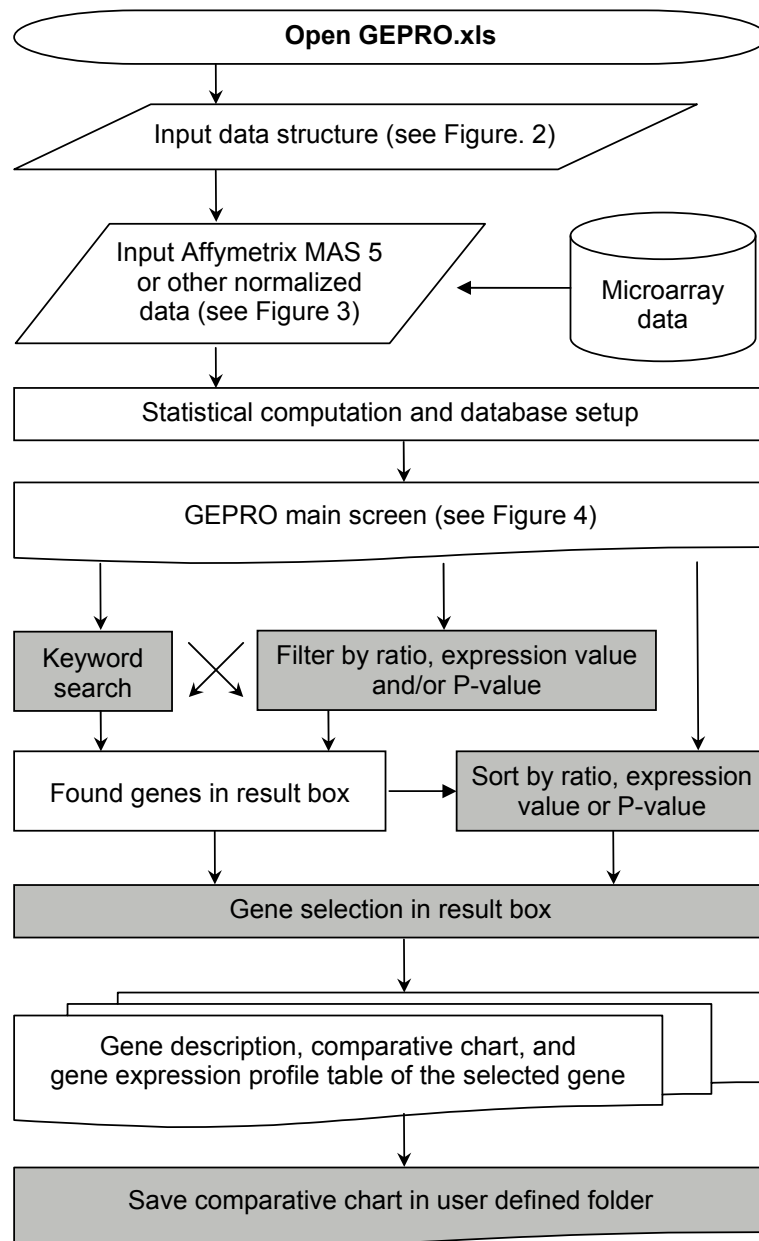 Open GEPRO.xls
Input data structure (see Figure. 2)
Input Affymetrix MAS 5
or other normalized
data (see Figure 3)
Microarray
data
Statistical computation and database setup
GEPRO main screen (see Figure 4)
Keyword
search
Filter by ratio, expression value
and/or P-value
Found genes in result box
Sort by ratio, expression
value or P-value
Gene selection in result box
Gene description, comparative chart, and
gene expression profile table of the selected gene
Save comparative chart in user defined folder